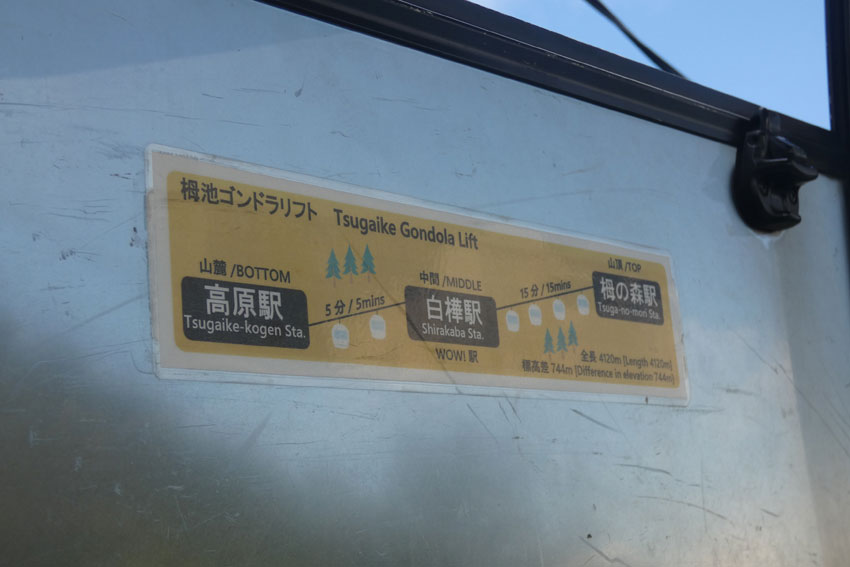 栂池ゴンドラリフト Tsugaike Gondola Lift
山麓/BOTTOM
高原駅
Tsugaike-kogen Sta.
5分/5mins
中間/MIDDLE
白樺駅
Shirakaba Sta.
WOW!駅
15分/15mins
山頂/TOP
栂の森駅
Tsuga-no-mori Sta.
全長 4120m [Length 4120m]
標高差 744m [Difference in elevation 744m]